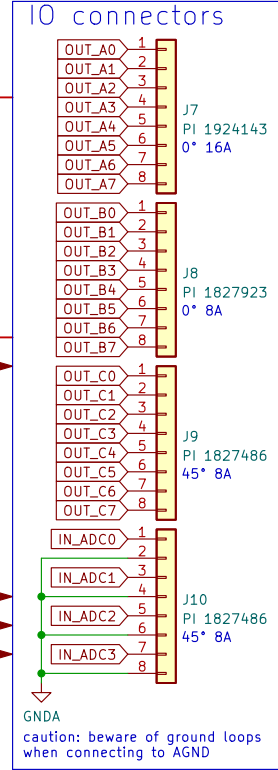 IO connectors
OUT_A0 1
OUT_A1 2
OUT_A2 3
OUT_A3 4
OUT_A4 5
OUT_A5 6
OUT_A6 7
OUT_A7 8
J7
PI 1924143
0° 16A
OUT_B0 1
OUT_B1 2
OUT_B2 3
OUT_B3 4
OUT_B4 5
OUT_B5 6
OUT_B6 7
OUT_B7 8
J8
PI 1827923
0° 8A
OUT_C0 1
OUT_C1 2
OUT_C2 3
OUT_C3 4
OUT_C4 5
OUT_C5 6
OUT_C6 7
OUT_C7 8
J9
PI 1827486
45° 8A
IN_ADC0 1
2
IN_ADC1 3
4
IN_ADC2 5
6
IN_ADC3 7
8
J10
PI 1827486
45° 8A
GNDA
caution: beware of ground loops
when connecting to AGND